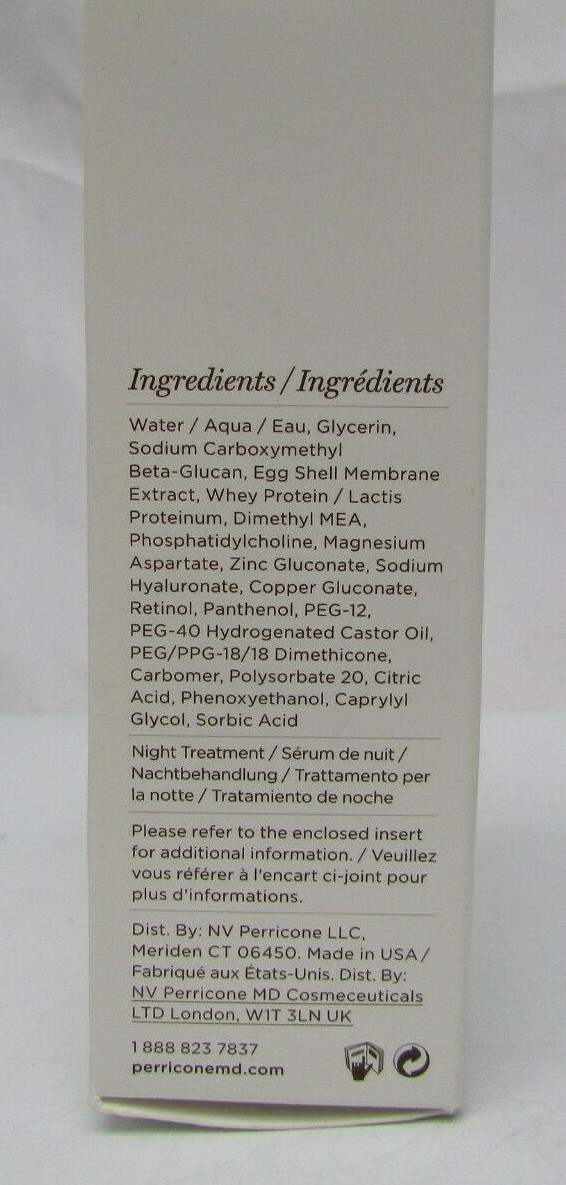 Ingredients / Ingrédients
Water / Aqua / Eau, Glycerin,
Sodium Carboxymethyl
Beta-Glucan, Egg Shell Membrane
Extract, Whey Protein / Lactis
Proteinum, Dimethyl MEA,
Phosphatidylcholine, Magnesium
Aspartate, Zinc Gluconate, Sodium
Hyaluronate, Copper Gluconate,
Retinol, Panthenol, PEG-12,
PEG-40 Hydrogenated Castor Oil,
PEG/PPG-18/18 Dimethicone,
Carbomer, Polysorbate 20, Citric
Acid, Phenoxyethanol, Caprylyl
Glycol, Sorbic Acid
Night Treatment / Sérum de nuit /
Nachtbehandlung / Trattamento per
la notte / Tratamiento de noche
Please refer to the enclosed insert
for additional information. / Veuillez
vous référer à l'encart ci-joint pour
plus d'informations.
Dist. By: NV Perricone LLC,
Meriden CT 06450. Made in USA /
Fabriqué aux États-Unis. Dist. By:
NV Perricone MD Cosmeceuticals
LTD London, W1T 3LN UK
1 888 823 7837
perriconemd.com